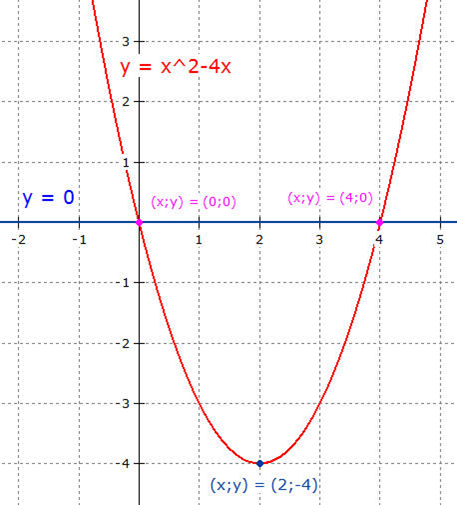 3
y = x^2-4x
2
1
y = 0
(x;y) = (0;0)
(x;y) = (4;0)
-2 -1 1 2 3 4 5
-1
-2
-3
-4
(x;y) = (2;-4)